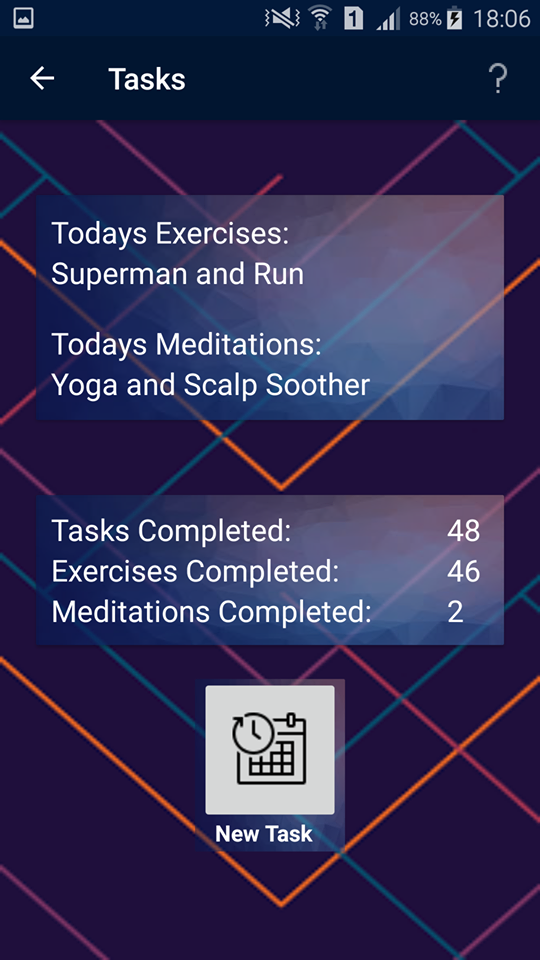 1 88% 18:06
Tasks ?
Todays Exercises:
Superman and Run
Todays Meditations:
Yoga and Scalp Soother
Tasks Completed: 48
Exercises Completed: 46
Meditations Completed: 2
New Task